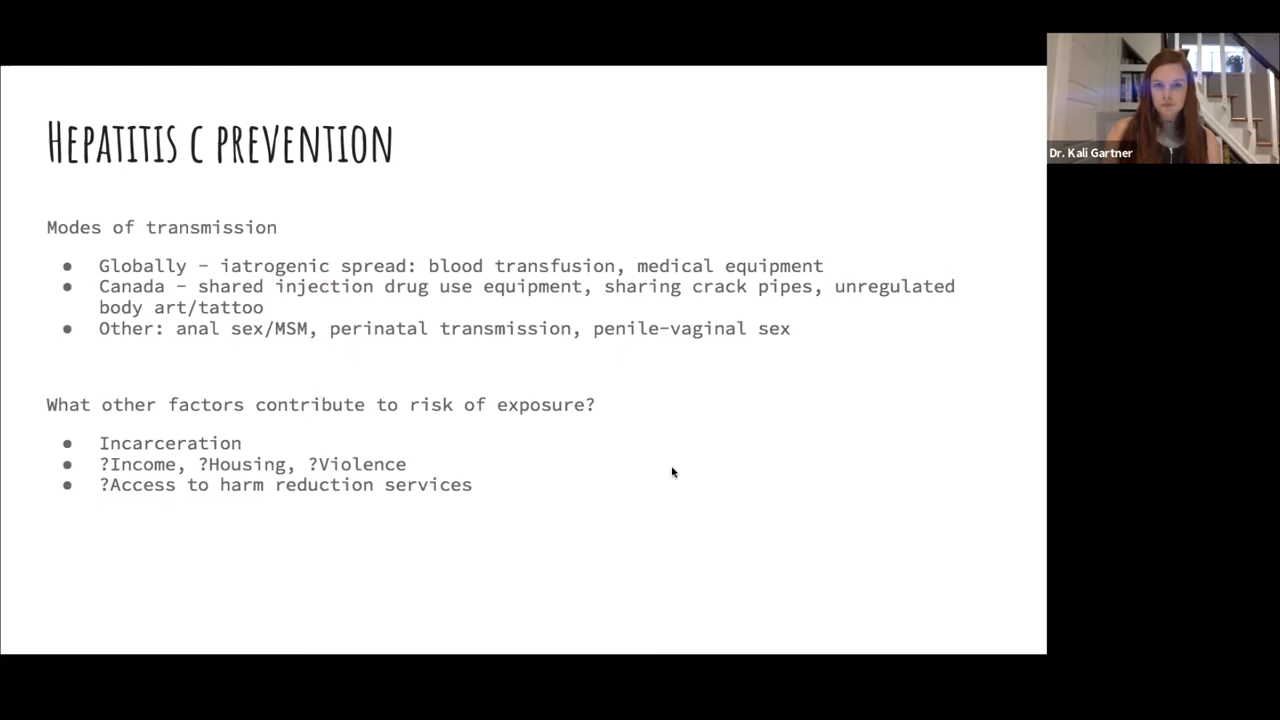 Hepatitis c prevention
Dr. Kali Gartner
Modes of transmission
● Globally – iatrogenic spread: blood transfusion, medical equipment
● Canada – shared injection drug use equipment, sharing crack pipes, unregulated
body art/tattoo
● Other: anal sex/MSM, perinatal transmission, penile-vaginal sex
What other factors contribute to risk of exposure?
● Incarceration
● ?Income, ?Housing, ?Violence
● ?Access to harm reduction services